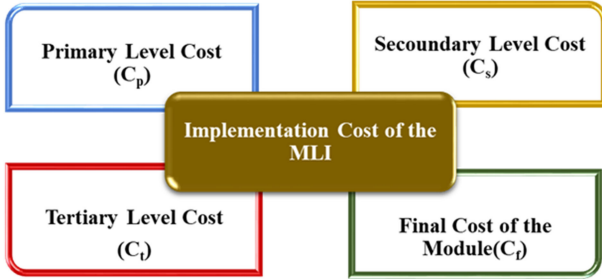 Primary Level Cost
(Cp)
Secoundary Level Cost
(Cs)
Implementation Cost of the
MLI
Tertiary Level Cost
(Ct)
Final Cost of the
Module(Cf)